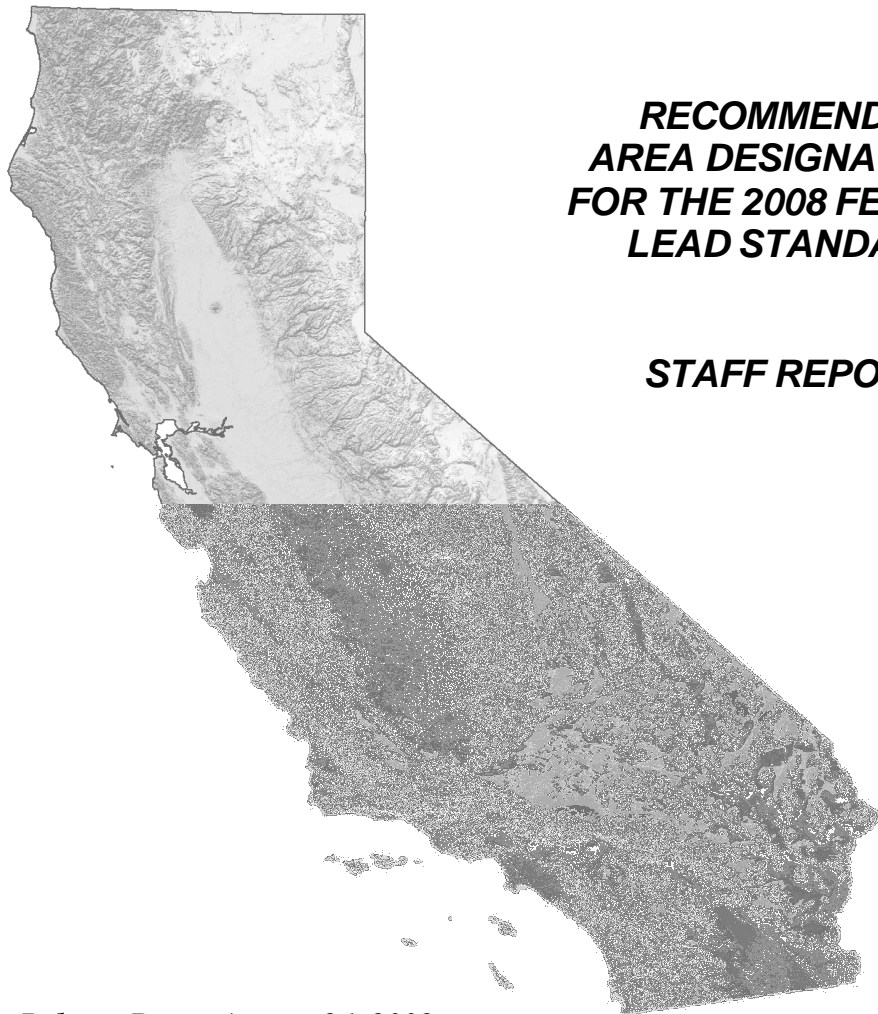 RECOMMEND
AREA DESIGNA
FOR THE 2008 FE
LEAD STANDA
STAFF REPO